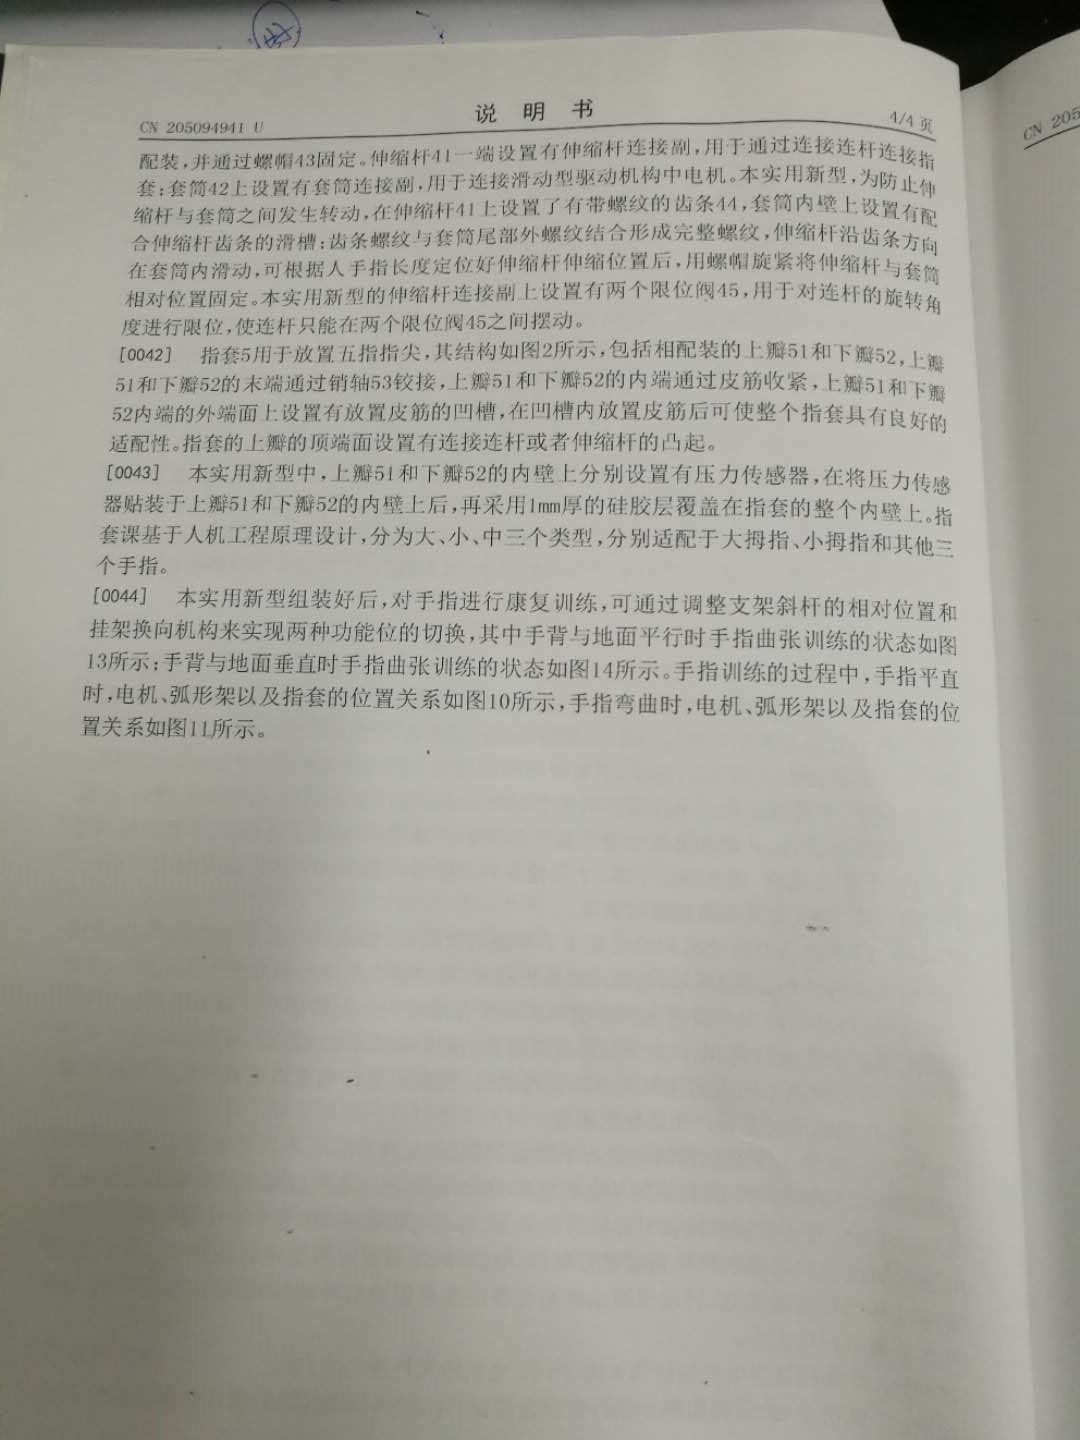 CN 205094941 U
说 明 书
4/4 页
CN 205
配装,并通过螺帽43固定。伸缩杆41一端设置有伸缩杆连接副,用于通过连接连杆连接指
套;套筒42上设置有套筒连接副,用于连接滑动型驱动机构中电机。本实用新型,为防止伸
缩杆与套筒之间发生转动,在伸缩杆41上设置了有带螺纹的齿条44,套筒内壁上设置有配
合伸缩杆齿条的滑槽;齿条螺纹与套筒尾部外螺纹结合形成完整螺纹,伸缩杆沿齿条方向
在套筒内滑动,可根据人手指长度定位好伸缩杆伸缩位置后,用螺帽旋紧将伸缩杆与套筒
相对位置固定。本实用新型的伸缩杆连接副上设置有两个限位阀45,用于对连杆的旋转角
度进行限位,使连杆只能在两个限位阀45之间摆动。
[0042] 指套5用于放置五指指尖,其结构如图2所示,包括相配装的上瓣51和下瓣52,上瓣
51和下瓣52的末端通过销轴53铰接,上瓣51和下瓣52的内端通过皮筋收紧,上瓣51和下瓣
52内端的外端面上设置有放置皮筋的凹槽,在凹槽内放置皮筋后可使整个指套具有良好的
适配性。指套的上瓣的顶端面设置有连接连杆或者伸缩杆的凸起。
[0043] 本实用新型中,上瓣51和下瓣52的内壁上分别设置有压力传感器,在将压力传感
器贴装于上瓣51和下瓣52的内壁上后,再采用1mm厚的硅胶层覆盖在指套的整个内壁上。指
套课基于人机工程原理设计,分为大、小、中三个类型,分别适配于大拇指、小拇指和其他三
个手指。
[0044] 本实用新型组装好后,对手指进行康复训练,可通过调整支架斜杆的相对位置和
挂架换向机构来实现两种功能位的切换,其中手背与地面平行时手指曲张训练的状态如图
13所示;手背与地面垂直时手指曲张训练的状态如图14所示。手指训练的过程中,手指平直
时,电机、弧形架以及指套的位置关系如图10所示,手指弯曲时,电机、弧形架以及指套的位
置关系如图11所示。